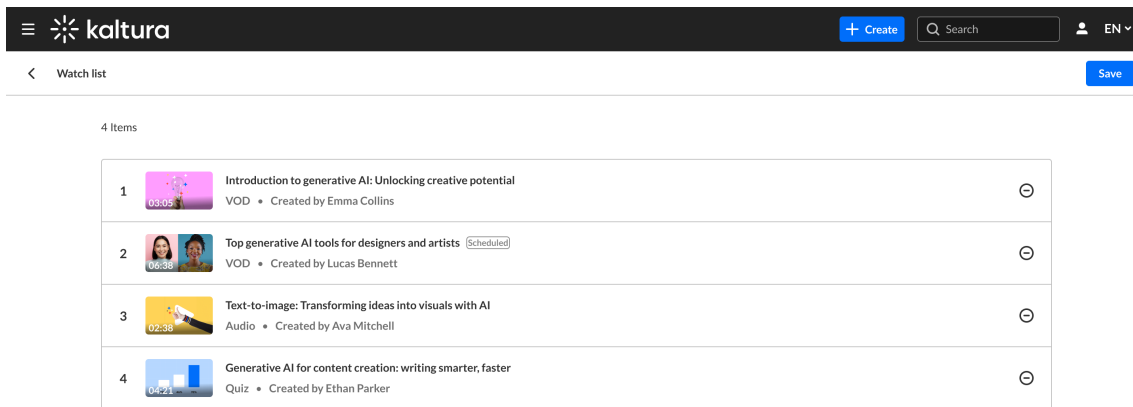 kaltura
Create
Search
EN
Watch list
Save
4 Items
1
03:05
Introduction to generative AI: Unlocking creative potential
VOD • Created by Emma Collins
2
06:38
Top generative AI tools for designers and artists Scheduled
VOD • Created by Lucas Bennett
3
02:38
Text-to-image: Transforming ideas into visuals with AI
Audio • Created by Ava Mitchell
4
04:21
Generative AI for content creation: writing smarter, faster
Quiz • Created by Ethan Parker